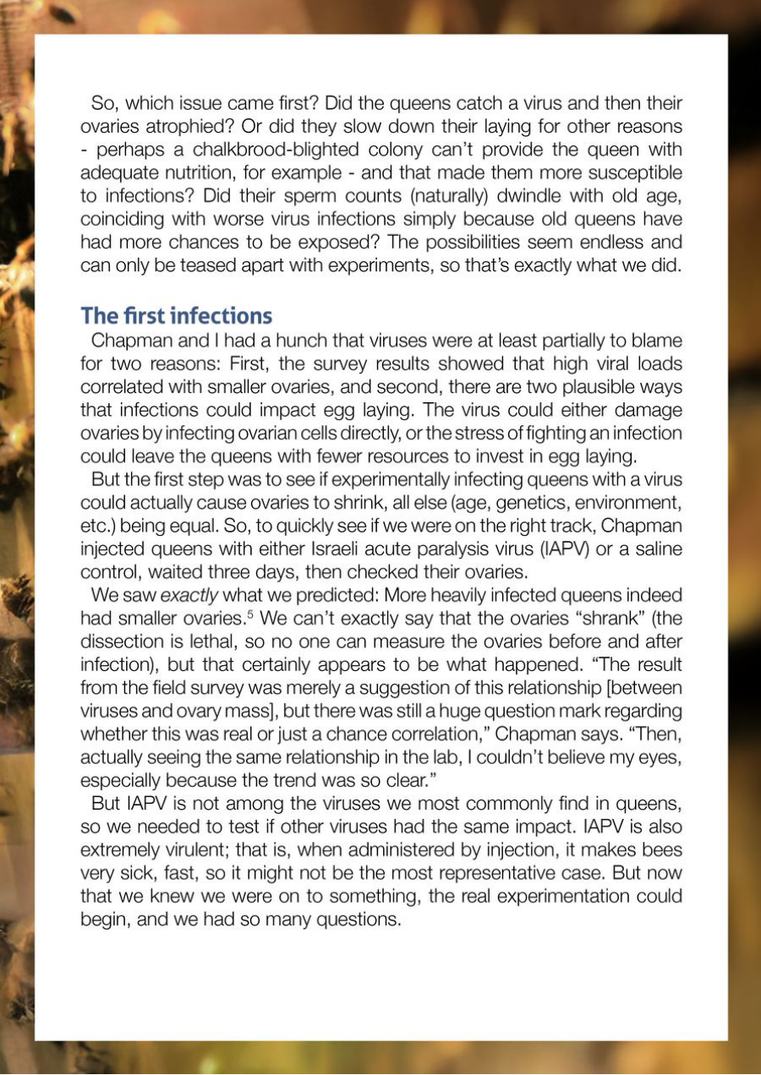 So, which issue came first? Did the queens catch a virus and then their
ovaries atrophied? Or did they slow down their laying for other reasons
- perhaps a chalkbrood-blighted colony can’t provide the queen with
adequate nutrition, for example - and that made them more susceptible
to infections? Did their sperm counts (naturally) dwindle with old age,
coinciding with worse virus infections simply because old queens have
had more chances to be exposed? The possibilities seem endless and
can only be teased apart with experiments, so that’s exactly what we did.
The first infections
Chapman and I had a hunch that viruses were at least partially to blame
for two reasons: First, the survey results showed that high viral loads
correlated with smaller ovaries, and second, there are two plausible ways
that infections could impact egg laying. The virus could either damage
ovaries by infecting ovarian cells directly, or the stress of fighting an infection
could leave the queens with fewer resources to invest in egg laying.
But the first step was to see if experimentally infecting queens with a virus
could actually cause ovaries to shrink, all else (age, genetics, environment,
etc.) being equal. So, to quickly see if we were on the right track, Chapman
injected queens with either Israeli acute paralysis virus (IAPV) or a saline
control, waited three days, then checked their ovaries.
We saw exactly what we predicted: More heavily infected queens indeed
had smaller ovaries.⁵ We can’t exactly say that the ovaries “shrank” (the
dissection is lethal, so no one can measure the ovaries before and after
infection), but that certainly appears to be what happened. “The result
from the field survey was merely a suggestion of this relationship [between
viruses and ovary mass], but there was still a huge question mark regarding
whether this was real or just a chance correlation,” Chapman says. “Then,
actually seeing the same relationship in the lab, I couldn’t believe my eyes,
especially because the trend was so clear.”
But IAPV is not among the viruses we most commonly find in queens,
so we needed to test if other viruses had the same impact. IAPV is also
extremely virulent; that is, when administered by injection, it makes bees
very sick, fast, so it might not be the most representative case. But now
that we knew we were on to something, the real experimentation could
begin, and we had so many questions.